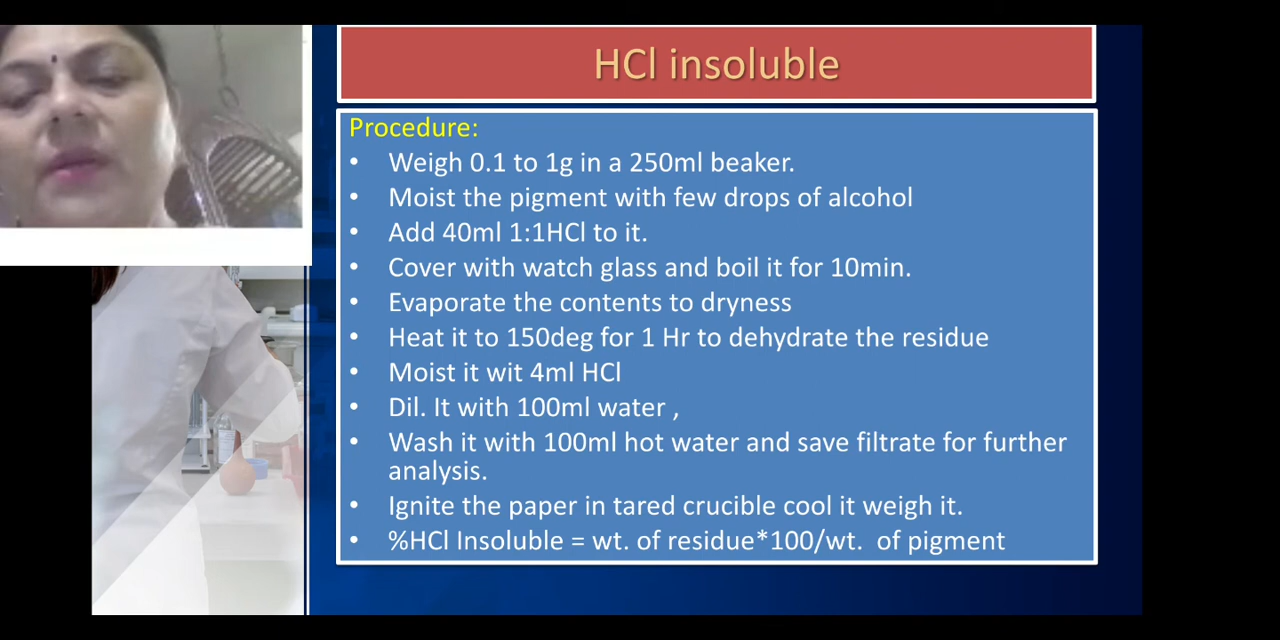 HCl insoluble
Procedure:
• Weigh 0.1 to 1g in a 250ml beaker.
• Moist the pigment with few drops of alcohol
• Add 40ml 1:1HCl to it.
• Cover with watch glass and boil it for 10min.
• Evaporate the contents to dryness
• Heat it to 150deg for 1 Hr to dehydrate the residue
• Moist it wit 4ml HCl
• Dil. It with 100ml water ,
• Wash it with 100ml hot water and save filtrate for further
analysis.
• Ignite the paper in tared crucible cool it weigh it.
• %HCl Insoluble = wt. of residue*100/wt.  of pigment